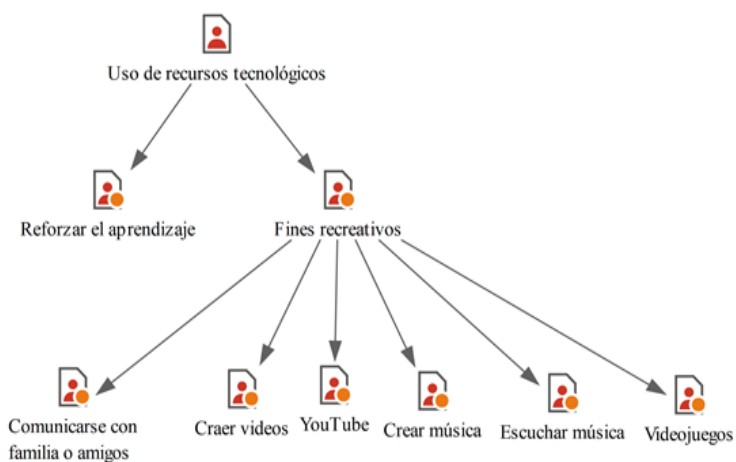 Uso de recursos tecnológicos
Reforzar el aprendizaje
Fines recreativos
Comunicarse con
familia o amigos
Craer videos
YouTube
Crear música
Escuchar música
Videojuegos